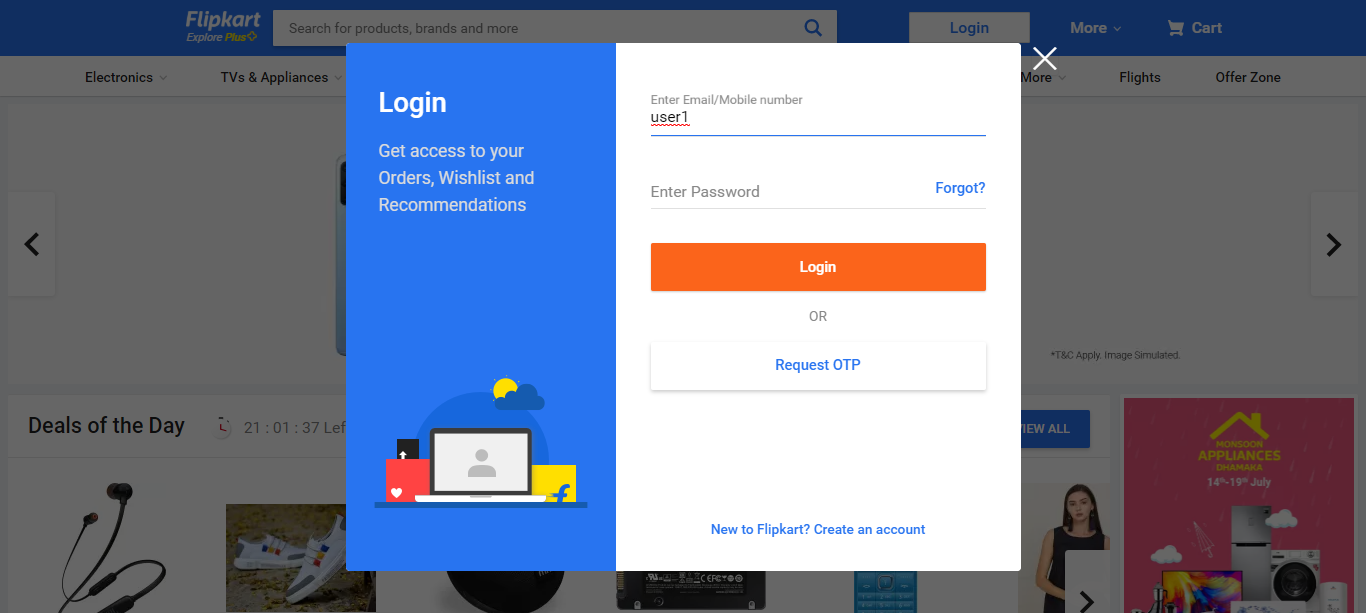 Flipkart
Explore Plus
Search for products, brands and more
Login
More
Cart
Electronics
TVs & Appliances
More
Flights
Offer Zone
Login
Get access to your
Orders, Wishlist and
Recommendations
Enter Email/Mobile number
user1
Enter Password
Forgot?
Login
OR
Request OTP
New to Flipkart? Create an account
*T&C Apply. Image Simulated.
Deals of the Day
21 : 01 : 37 Lef
VIEW ALL
MONSOON
APPLIANCES
DHAMAKA
14th-19th July